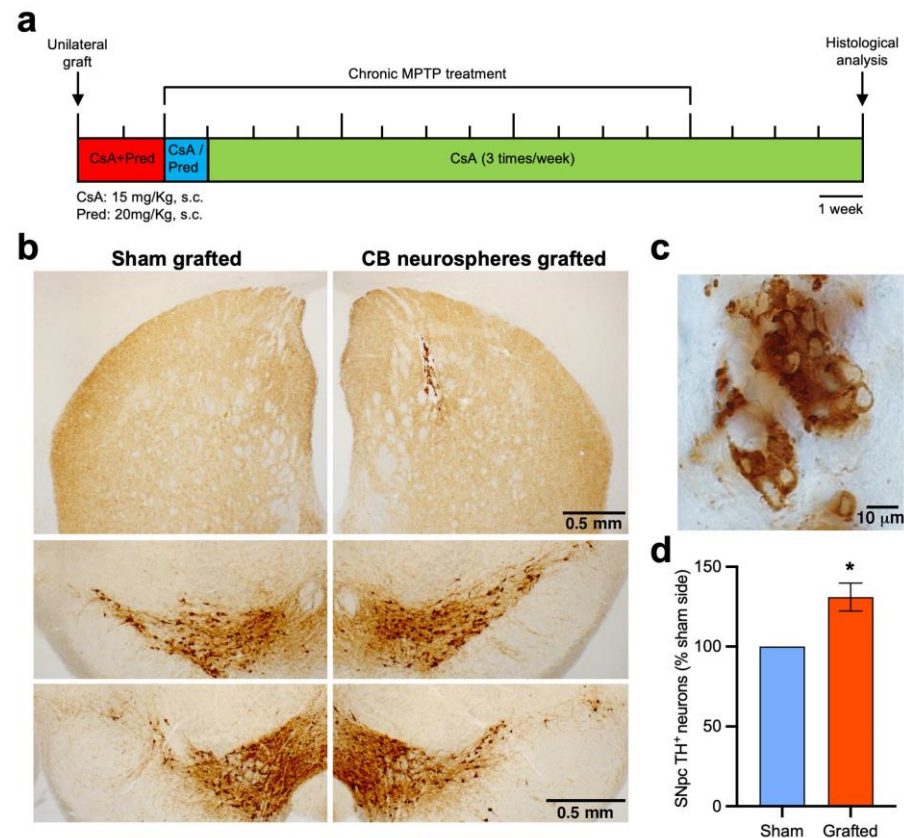 a
Unilateral
graft
Histological
analysis
Chronic MPTP treatment
CsA+Pred
CsA /
Pred
CsA (3 times/week)
CsA: 15 mg/Kg, s.c.
Pred: 20mg/Kg, s.c.
1 week
b
Sham grafted
CB neurospheres grafted
0.5 mm
0.5 mm
c
10 μm
d
SNpc TH⁺ neurons (% sham side)
150
100
50
0
*
Sham
Grafted